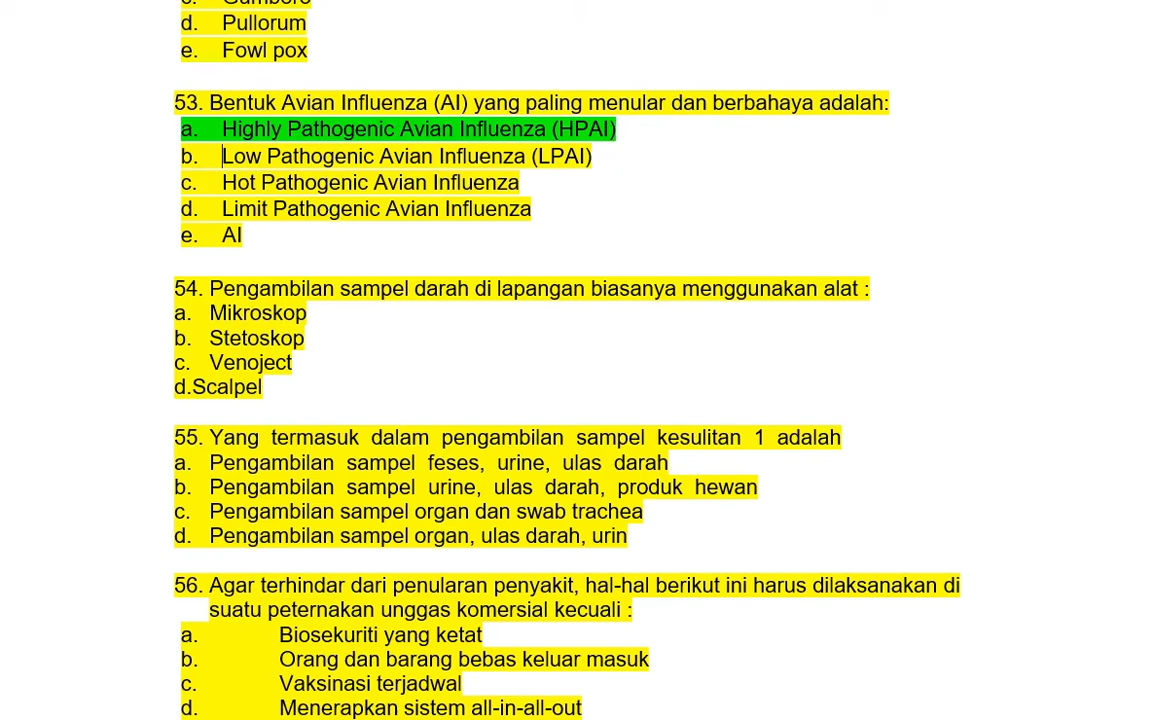 d. Pullorum
e. Fowl pox
53. Bentuk Avian Influenza (AI) yang paling menular dan berbahaya adalah:
a. Highly Pathogenic Avian Influenza (HPAI)
b. Low Pathogenic Avian Influenza (LPAI)
c. Hot Pathogenic Avian Influenza
d. Limit Pathogenic Avian Influenza
e. AI
54. Pengambilan sampel darah di lapangan biasanya menggunakan alat :
a. Mikroskop
b. Stetoskop
c. Venoject
d.Scalpel
55. Yang termasuk dalam pengambilan sampel kesulitan 1 adalah
a. Pengambilan sampel feses, urine, ulas darah
b. Pengambilan sampel urine, ulas darah, produk hewan
c. Pengambilan sampel organ dan swab trachea
d. Pengambilan sampel organ, ulas darah, urin
56. Agar terhindar dari penularan penyakit, hal-hal berikut ini harus dilaksanakan di
suatu peternakan unggas komersial kecuali :
a. Biosekuriti yang ketat
b. Orang dan barang bebas keluar masuk
c. Vaksinasi terjadwal
d. Menerapkan sistem all-in-all-out